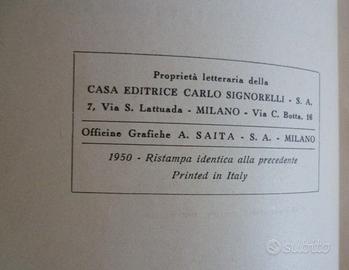 Proprietà letteraria della
CASA EDITRICE CARLO SIGNORELLI - S. A.
7, Via S. Lattuada - MILANO - Via C. Botta, 16
Officine Grafiche A. SAITA - S. A. - MILANO
1950 - Ristampa identica alla precedente
Printed in Italy
subito